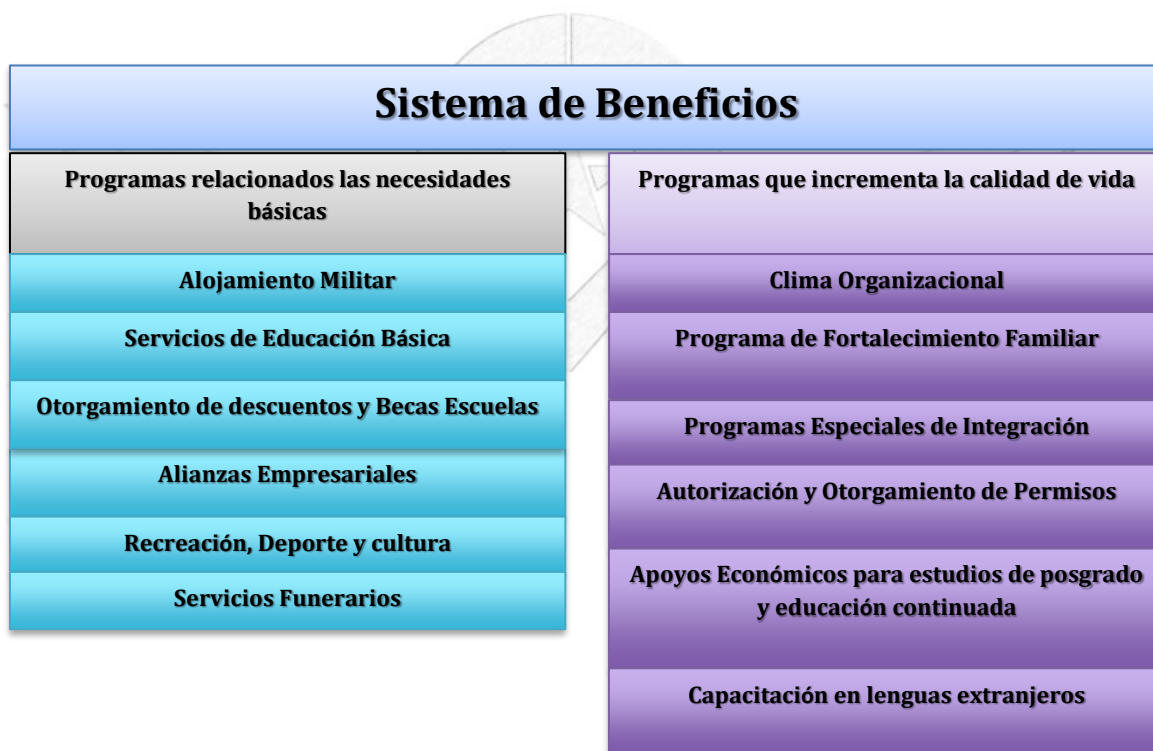 Sistema de Beneficios
Programas relacionados las necesidades
básicas
Alojamiento Militar
Servicios de Educación Básica
Otorgamiento de descuentos y Becas Escuelas
Alianzas Empresariales
Recreación, Deporte y cultura
Servicios Funerarios
Programas que incrementa la calidad de vida
Clima Organizacional
Programa de Fortalecimiento Familiar
Programas Especiales de Integración
Autorización y Otorgamiento de Permisos
Apoyos Económicos para estudios de posgrado
y educación continuada
Capacitación en lenguas extranjeros